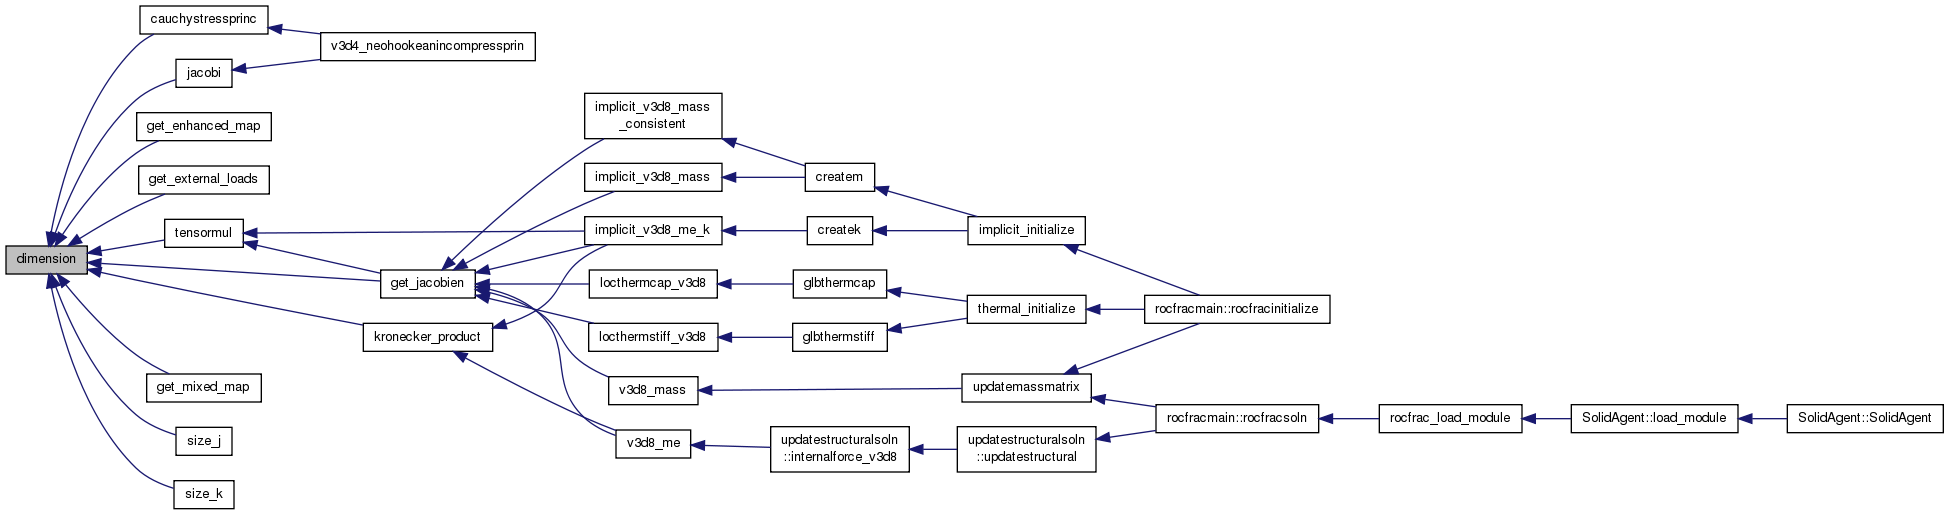 cauchystressprinc
v3d4_neohookeanincompressprin
jacobi
get_enhanced_map
get_external_loads
tensormul
dimension
get_jacobien
kronecker_product
get_mixed_map
size_j
size_k
implicit_v3d8_mass
_consistent
implicit_v3d8_mass
implicit_v3d8_me_k
locthermcap_v3d8
locthermstiff_v3d8
v3d8_mass
v3d8_me
createm
createk
glbthermcap
glbthermstiff
updatestructuralsoln
::internalforce_v3d8
implicit_initialize
thermal_initialize
updatemassmatrix
updatestructuralsoln
::updatestructural
rocfracmain::rocfracinitialize
rocfracmain::rocfracsoln
rocfrac_load_module
SolidAgent::load_module
SolidAgent::SolidAgent